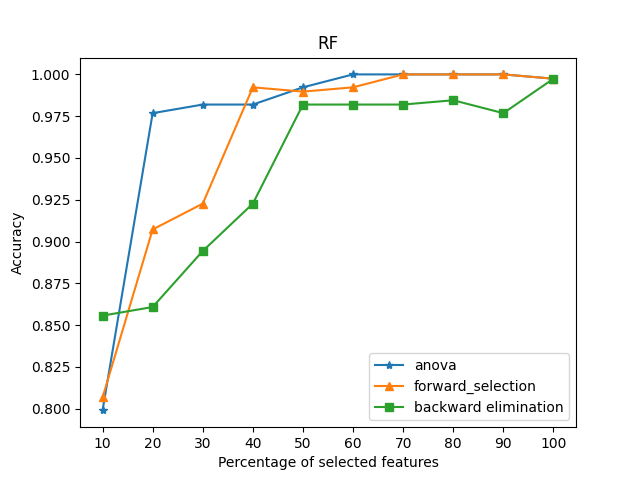 RF
1.000
0.975
0.950
0.925
0.900
0.875
0.850
0.825
0.800
Accuracy
anova
forward_selection
backward elimination
10 20 30 40 50 60 70 80 90 100
Percentage of selected features